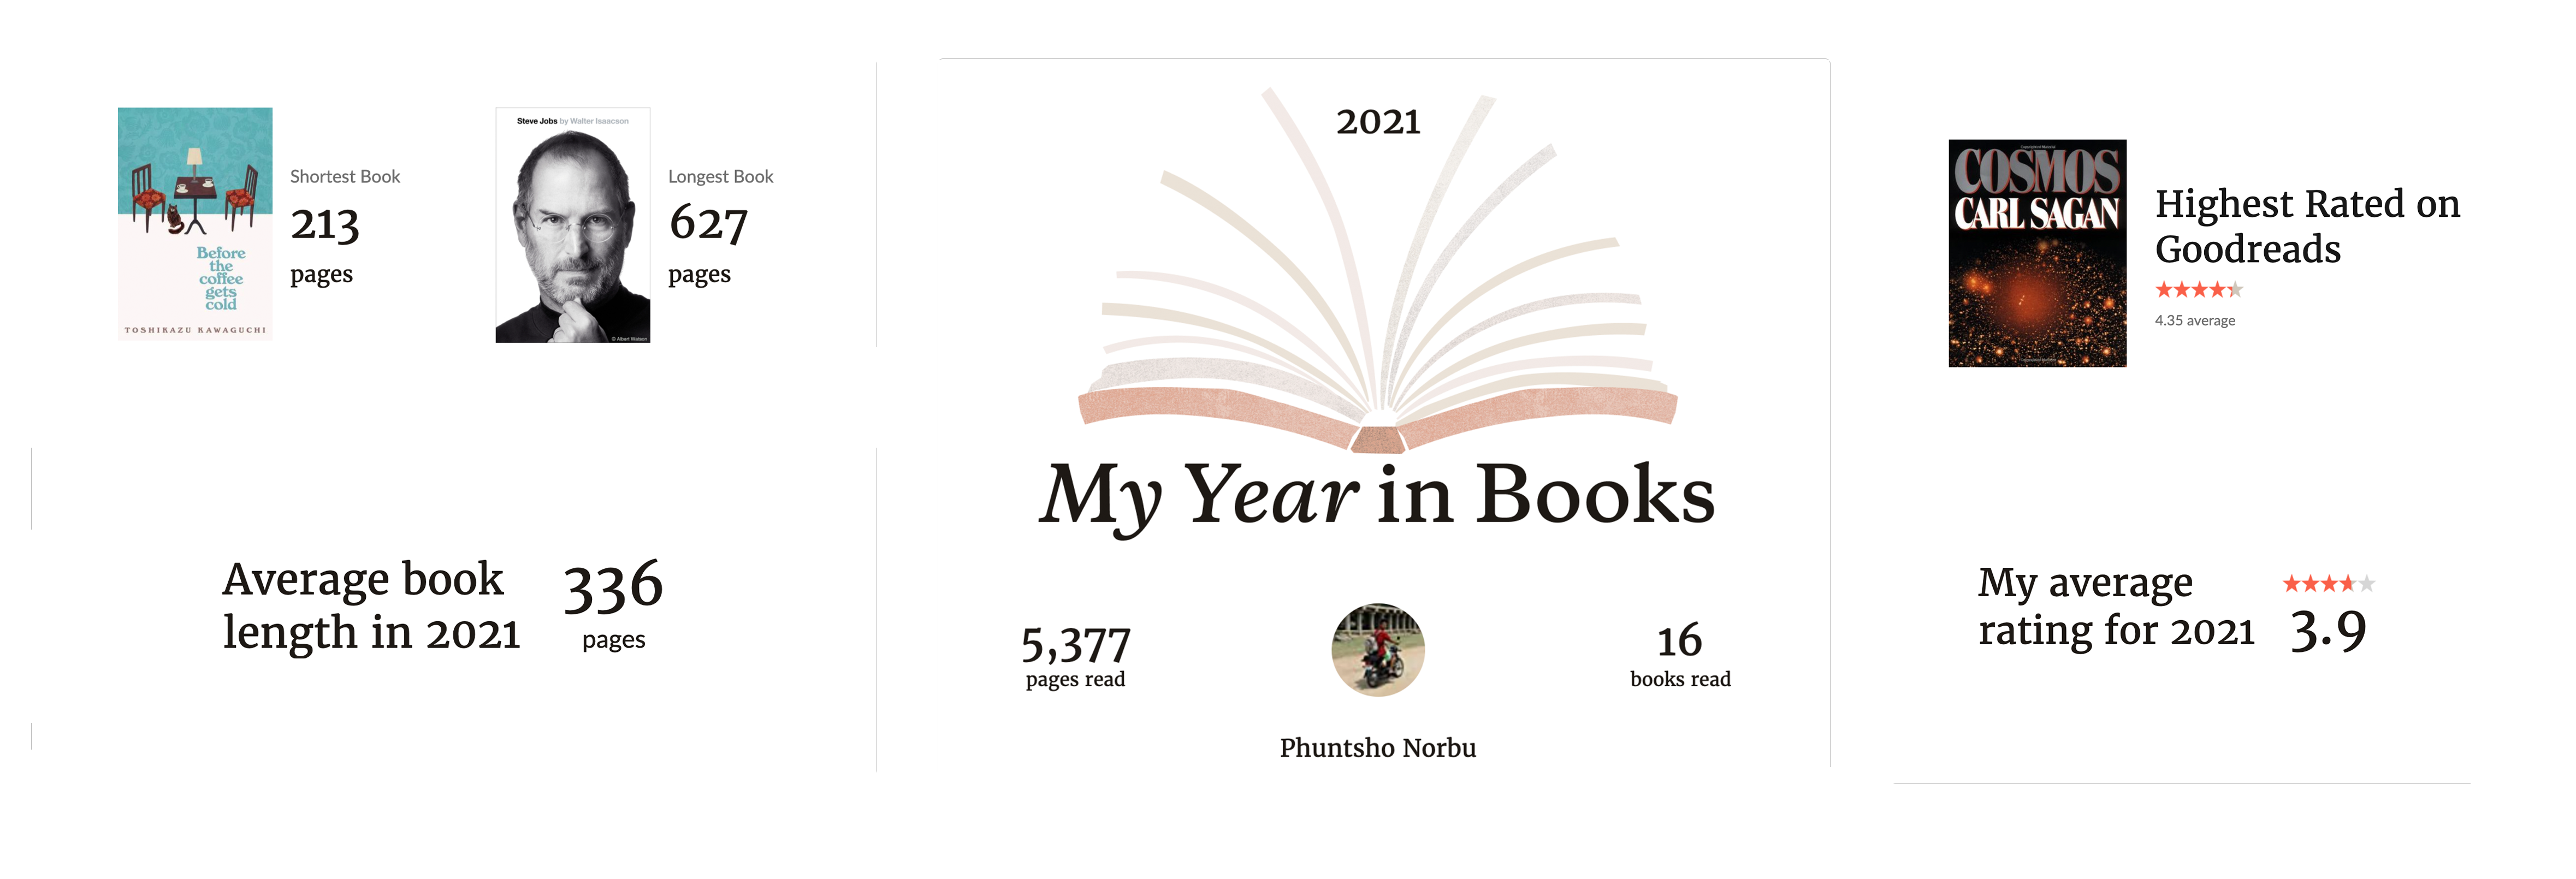 Before
the
coffee
gets
cold
TOSHIKAZU KAWAGUCHI
Shortest Book
213
pages
Steve Jobs by Walter Isaacson
© Albert Watson
Longest Book
627
pages
Average book
length in 2021
336
pages
2021
My Year in Books
5,377
pages read
16
books read
Phuntsho Norbu
COSMOS
CARL SAGAN
Highest Rated on
Goodreads
4.35 average
My average
rating for 2021
3.9